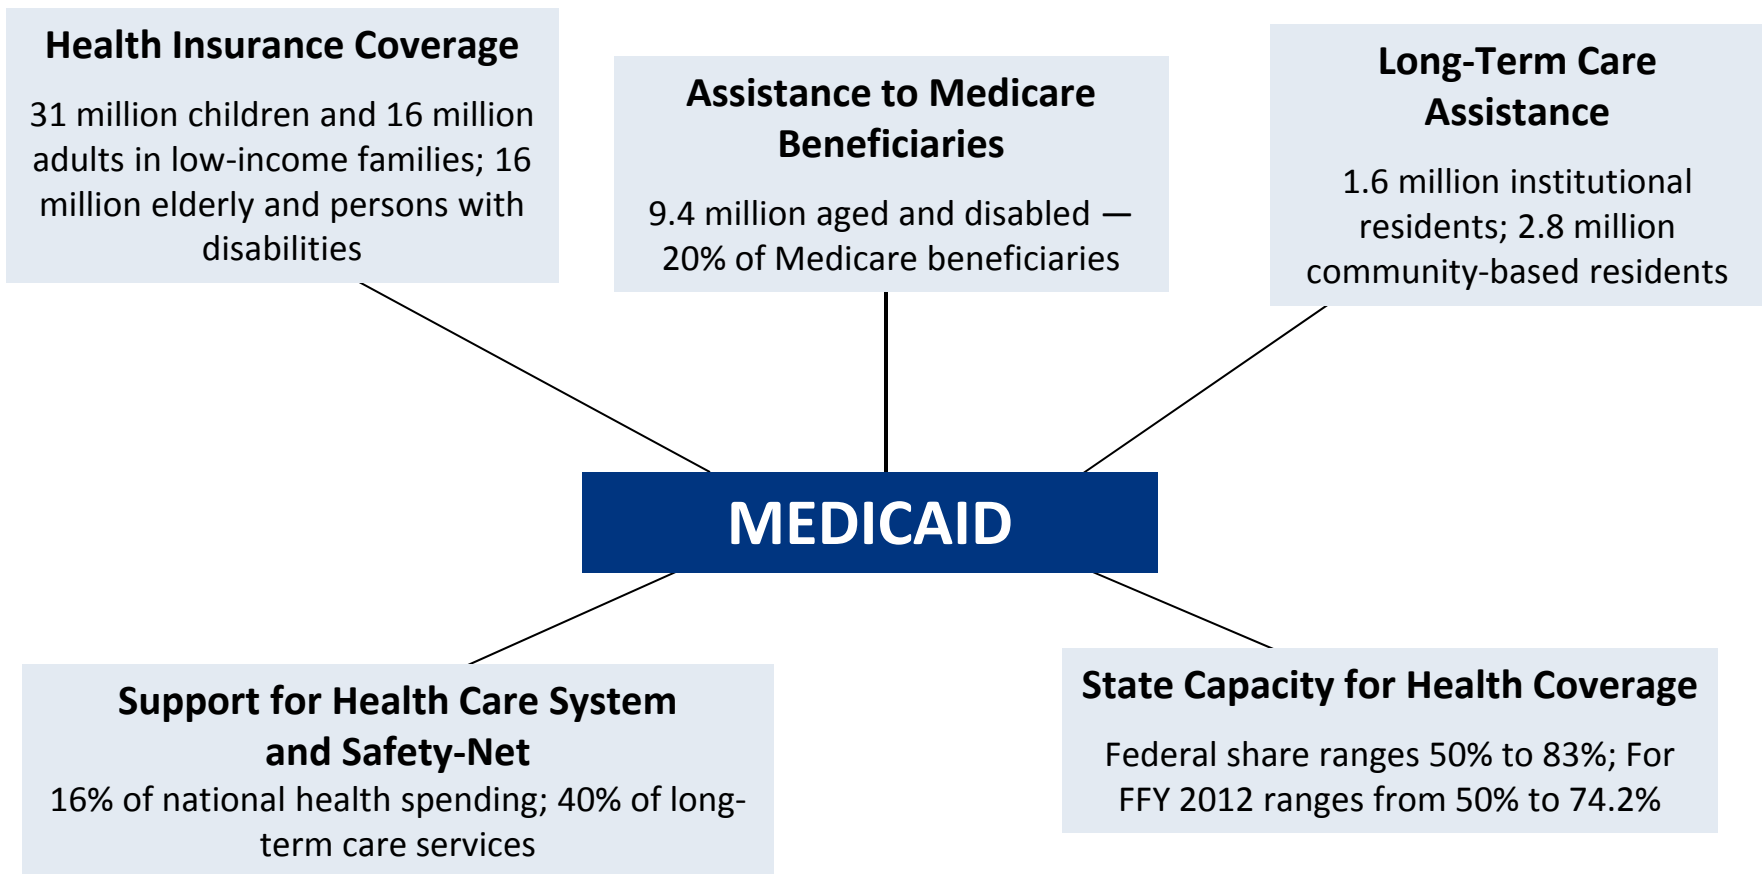 Health Insurance Coverage
31 million children and 16 million
adults in low-income families; 16
million elderly and persons with
disabilities
Assistance to Medicare
Beneficiaries
9.4 million aged and disabled —
20% of Medicare beneficiaries
Long-Term Care
Assistance
1.6 million institutional
residents; 2.8 million
community-based residents
MEDICAID
Support for Health Care System
and Safety-Net
16% of national health spending; 40% of long-
term care services
State Capacity for Health Coverage
Federal share ranges 50% to 83%; For
FFY 2012 ranges from 50% to 74.2%